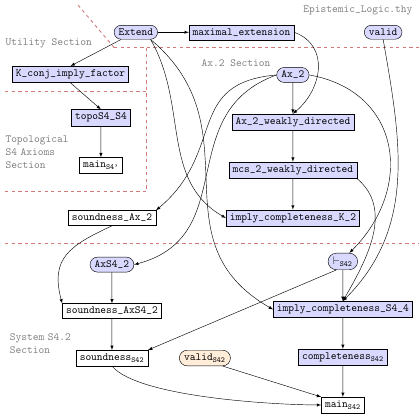 Epistemic_Logic.thy
Extend
maximal_extension
valid
Utility Section
K_conj_imply_factor
Ax.2 Section
Ax_2
topoS4_S4
Ax_2_weakly_directed
Topological
S4 Axioms
Section
main_S4'
mcs_2_weakly_directed
soundness_Ax_2
imply_completeness_K_2
AxS4_2
⊢_S42
soundness_AxS4_2
imply_completeness_S4_4
System S4.2
Section
soundness_S42
valid_S42
completeness_S42
main_S42